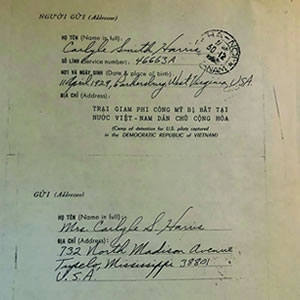 NGƯỜI GỬI (Addresser)
HỌ TÊN (Name in full):
Carlyle Smith Harris
SỐ LÍNH (Service number): 46663A
NƠI VÀ NGÀY SINH (Date & place of birth):
11 April 1929, Parkersburg West Virginia, U.S.A.
ĐỊA CHỈ (Address):
TRẠI GIAM PHI CÔNG MỸ BỊ BẮT TẠI
NƯỚC VIỆT-NAM DÂN CHỦ CỘNG HÒA
(Camp of detention for U.S. pilots captured
in the DEMOCRATIC REPUBLIC OF VIETNAM)
GỬI (Addressee)
HỌ TÊN (Name in full):
Mrs. Carlyle S. Harris
ĐỊA CHỈ (Address):
732 North Madison Avenue
Tupelo, Mississippi 38801
U.S.A